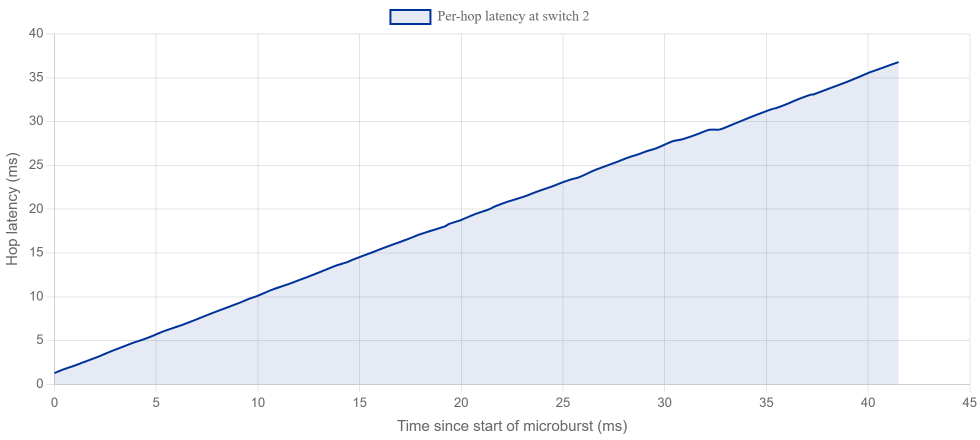 Per-hop latency at switch 2
40
35
30
25
20
15
10
5
0
Hop latency (ms)
0 5 10 15 20 25 30 35 40 45
Time since start of microburst (ms)